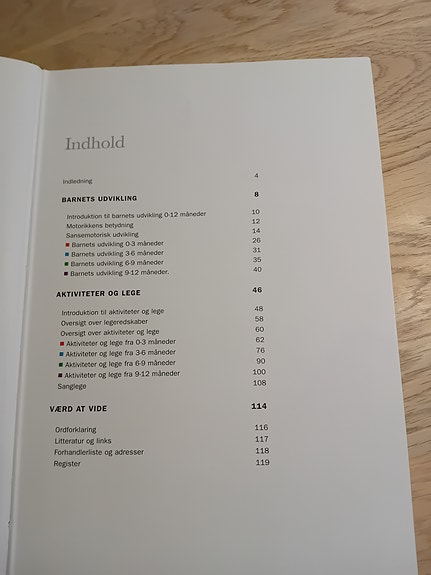 Indhold
Indledning 4
BARNETS UDVIKLING 8
Introduktion til barnets udvikling 0-12 måneder 10
Motorikkens betydning 12
Sansemotorisk udvikling 14
Barnets udvikling 0-3 måneder 26
Barnets udvikling 3-6 måneder 31
Barnets udvikling 6-9 måneder 35
Barnets udvikling 9-12 måneder. 40
AKTIVITETER OG LEGE 46
Introduktion til aktiviteter og lege 48
Oversigt over legeredskaber 58
Oversigt over aktiviteter og lege 60
Aktiviteter og lege fra 0-3 måneder 62
Aktiviteter og lege fra 3-6 måneder 76
Aktiviteter og lege fra 6-9 måneder 90
Aktiviteter og lege fra 9-12 måneder 100
Sanglege 108
VÆRD AT VIDE 114
Ordforklaring 116
Litteratur og links 117
Forhandlerliste og adresser 118
Register 119